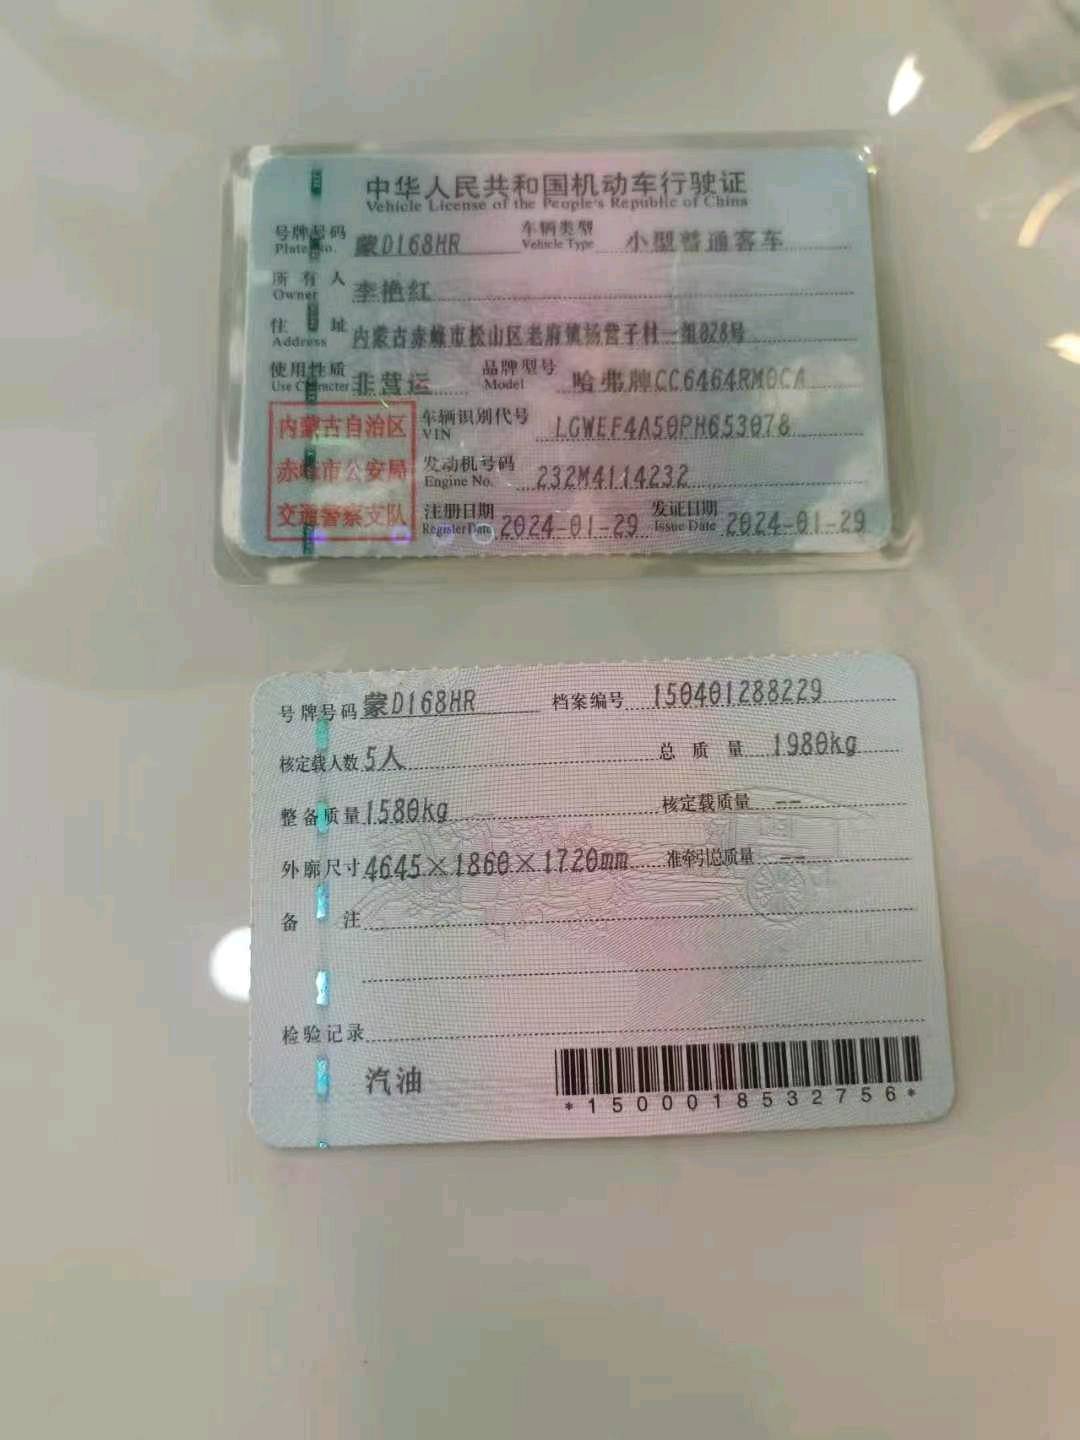 中华人民共和国机动车行驶证
Vehicle License of the People's Republic of China
号牌号码 蒙D168HR 车辆类型 小型普通客车
Plate No. Vehicle Type
所有人 李艳红
Owner
住址 内蒙古赤峰市松山区老府镇杨营子村一组028号
Address
使用性质 非营运 品牌型号 哈弗牌CC6464RM0CA
Use Character Model
内蒙古自治区
赤峰市公安局
交通警察支队
车辆识别代号 LGWEF4A50PH653078
VIN
发动机号码 232M4114232
Engine No.
注册日期 2024-01-29 发证日期 2024-01-29
Register Date Issue Date
号牌号码 蒙D168HR 档案编号 150401288229
核定载人数 5人 总质量 1980kg
整备质量 1580kg 核定载质量 --
外廓尺寸 4645×1860×1720mm 准牵引总质量 --
备注
检验记录
汽油
*1500018532756*